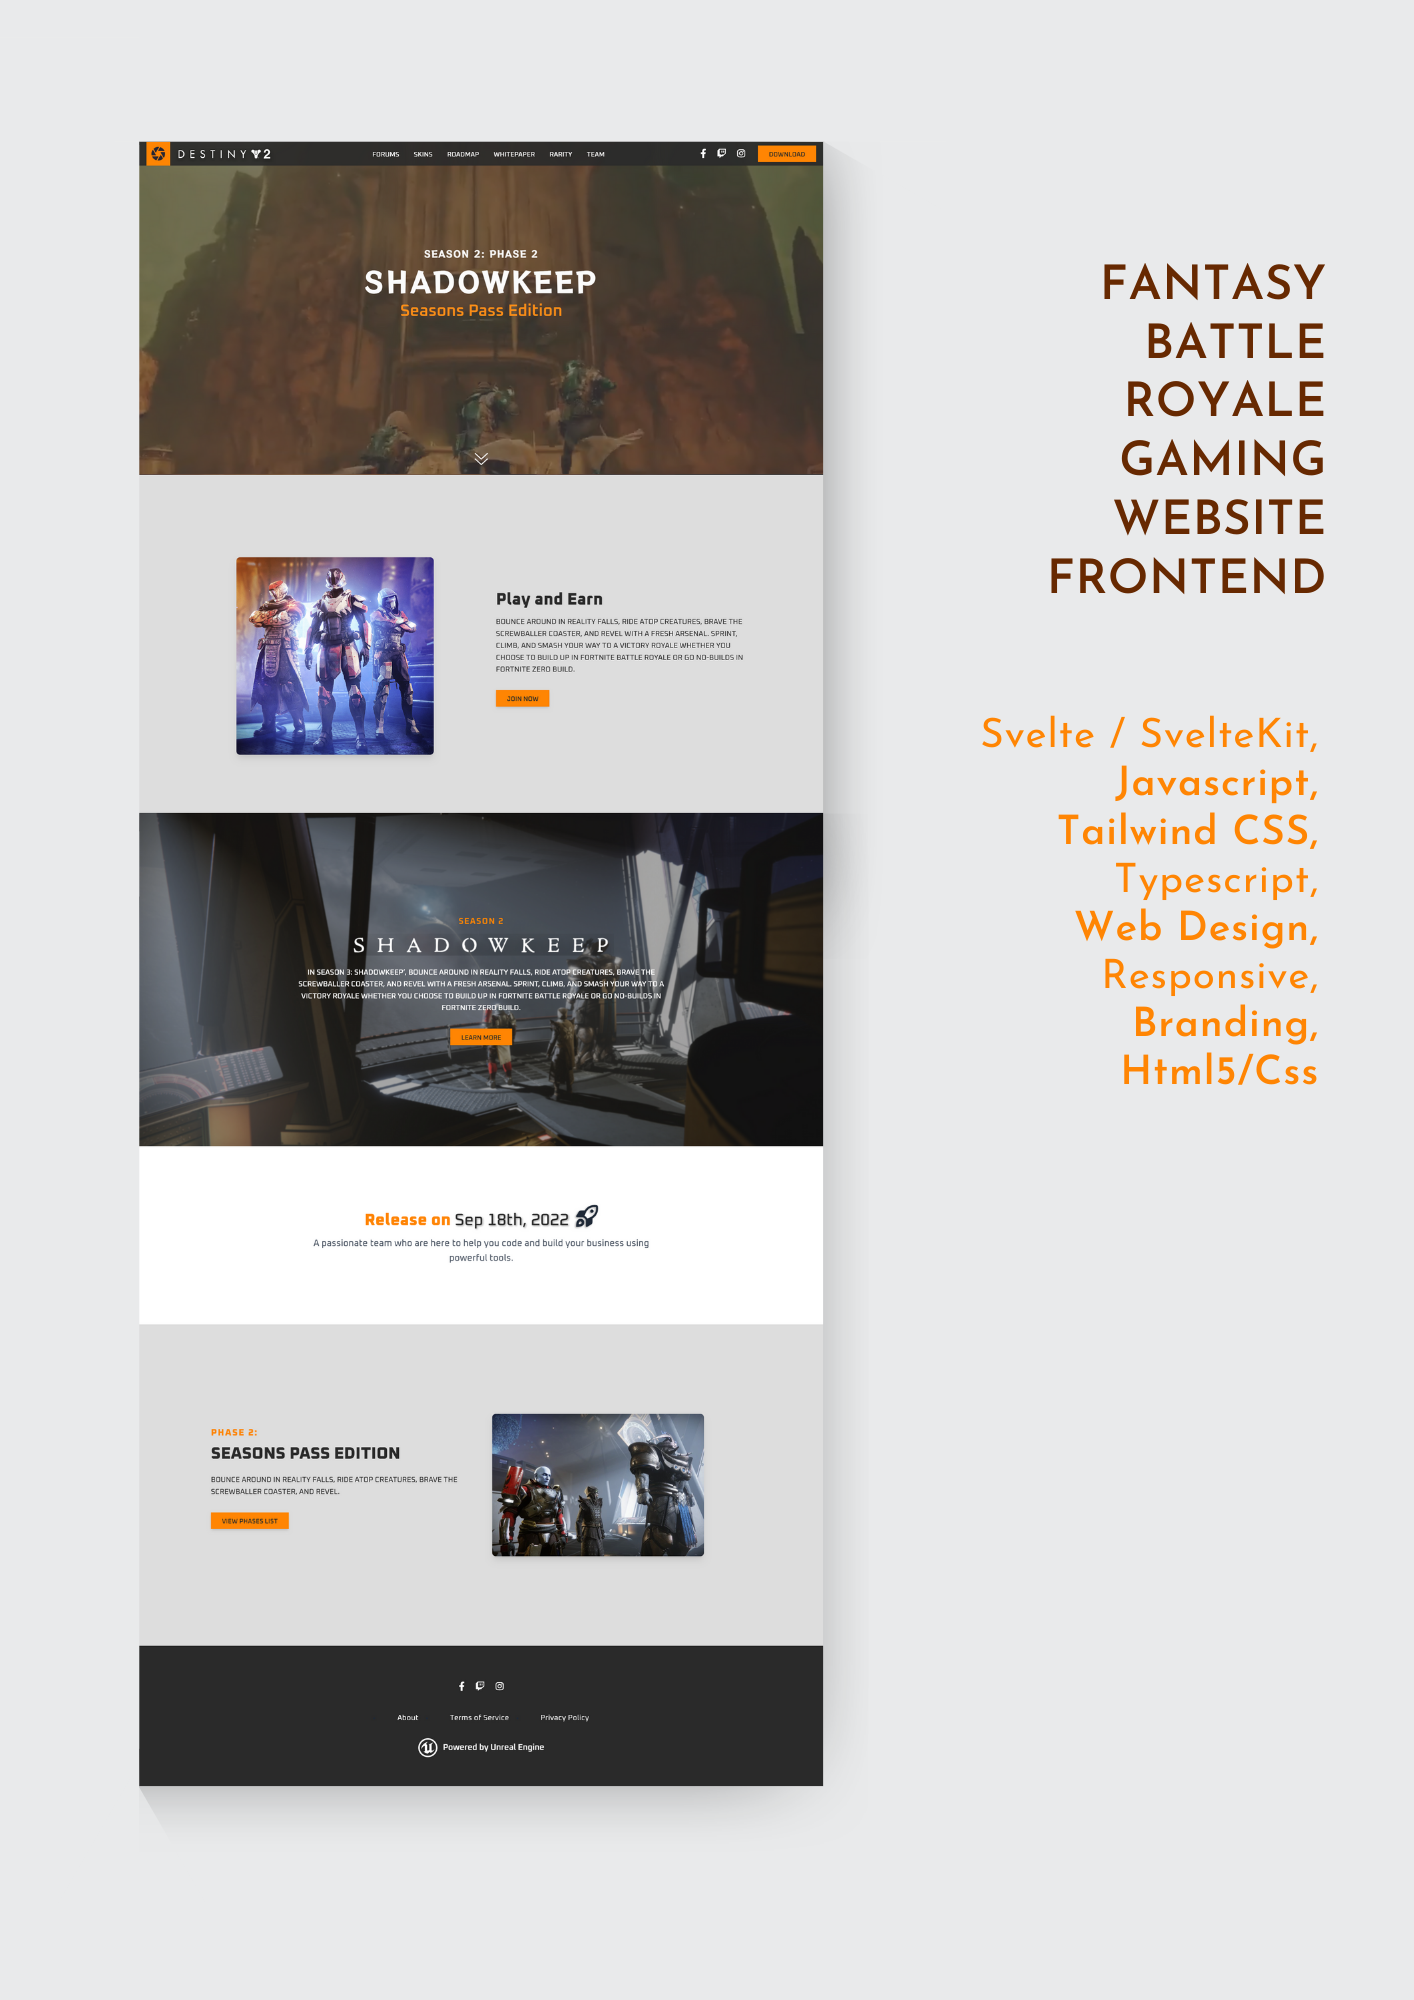 DESTINY 2
FORUMS SKINS ROADMAP WHITEPAPER RARITY TEAM
DOWNLOAD
SEASON 2: PHASE 2
SHADOWKEEP
Seasons Pass Edition
Play and Earn
BOUNCE AROUND IN REALITY FALLS, RIDE ATOP CREATURES, BRAVE THE
SCREWBALLER COASTER, AND REVEL WITH A FRESH ARSENAL. SPRINT,
CLIMB, AND SMASH YOUR WAY TO A VICTORY ROYALE WHETHER YOU
CHOOSE TO BUILD UP IN FORTNITE BATTLE ROYALE OR GO NO-BUILDS IN
FORTNITE ZERO BUILD.
JOIN NOW
SEASON 2
SHADOWKEEP
IN SEASON 3: SHADOWKEEP', BOUNCE AROUND IN REALITY FALLS, RIDE ATOP CREATURES, BRAVE THE
SCREWBALLER COASTER, AND REVEL WITH A FRESH ARSENAL. SPRINT, CLIMB, AND SMASH YOUR WAY TO A
VICTORY ROYALE WHETHER YOU CHOOSE TO BUILD UP IN FORTNITE BATTLE ROYALE OR GO NO-BUILDS IN
FORTNITE ZERO BUILD.
LEARN MORE
Release on Sep 18th, 2022
A passionate team who are here to help you code and build your business using
powerful tools.
PHASE 2:
SEASONS PASS EDITION
BOUNCE AROUND IN REALITY FALLS, RIDE ATOP CREATURES, BRAVE THE
SCREWBALLER COASTER, AND REVEL.
VIEW PHASES LIST
About Terms of Service Privacy Policy
Powered by Unreal Engine
FANTASY
BATTLE
ROYALE
GAMING
WEBSITE
FRONTEND
Svelte / SvelteKit,
Javascript,
Tailwind CSS,
Typescript,
Web Design,
Responsive,
Branding,
Html5/Css